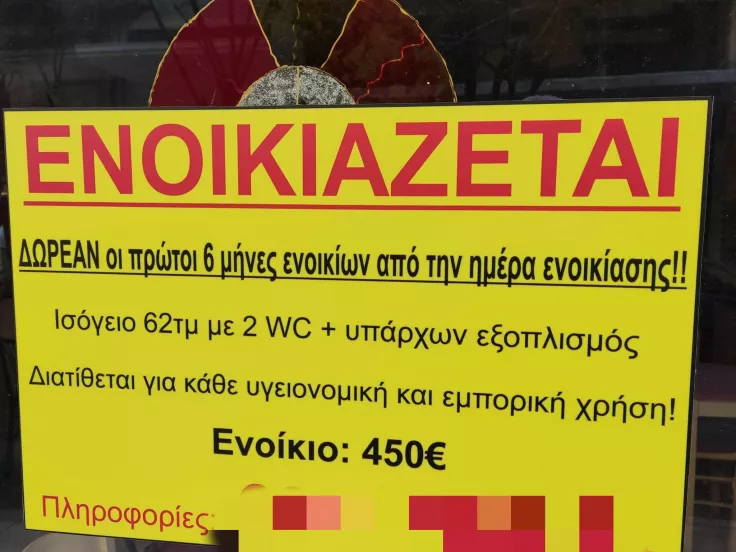 ΕΝΟΙΚΙΑΖΕΤΑΙ
ΔΩΡΕΑΝ οι πρώτοι 6 μήνες ενοικίων από την ημέρα ενοικίασης!!
Ισόγειο 62τμ με 2 WC + υπάρχων εξοπλισμός
Διατίθεται για κάθε υγειονομική και εμπορική χρήση!
Ενοίκιο: 450€
Πληροφορίες: